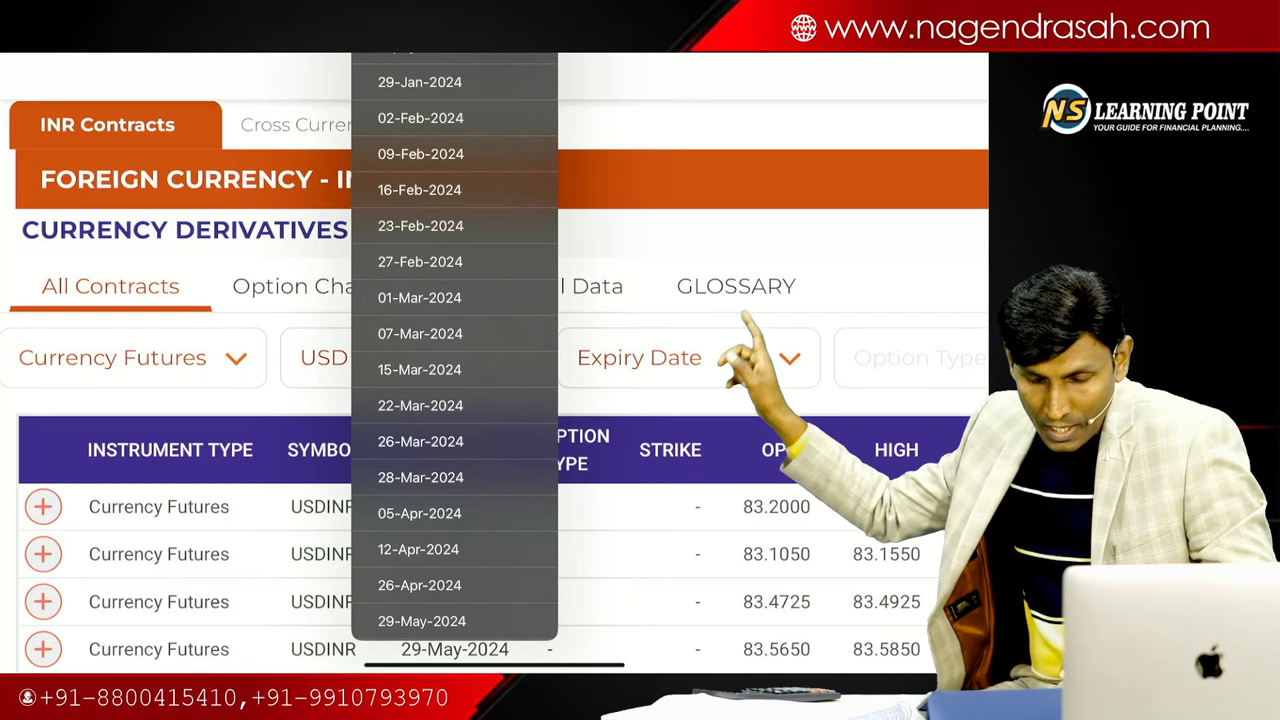 www.nagendrasah.com
NS LEARNING POINT
YOUR GUIDE FOR FINANCIAL PLANNING....
29-Jan-2024
02-Feb-2024
09-Feb-2024
16-Feb-2024
23-Feb-2024
27-Feb-2024
01-Mar-2024
07-Mar-2024
15-Mar-2024
22-Mar-2024
26-Mar-2024
28-Mar-2024
05-Apr-2024
12-Apr-2024
26-Apr-2024
29-May-2024
INR Contracts Cross Curren
FOREIGN CURRENCY - IN
CURRENCY DERIVATIVES
All Contracts Option Cha l Data GLOSSARY
Currency Futures USD Expiry Date Option Type
INSTRUMENT TYPE SYMBO PTION YPE STRIKE OP HIGH
Currency Futures USDINR - 83.2000
Currency Futures USDINR - 83.1050 83.1550
Currency Futures USDINR - 83.4725 83.4925
Currency Futures USDINR 29-May-2024 - - 83.5650 83.5850
+91-8800415410,+91-9910793970